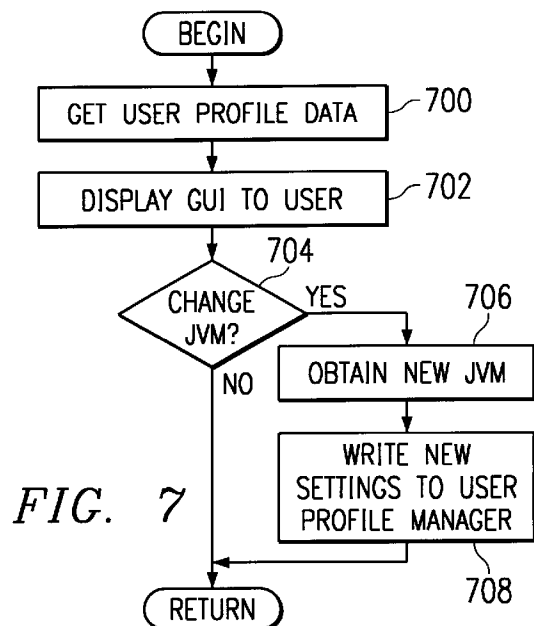 BEGIN
GET USER PROFILE DATA
700
DISPLAY GUI TO USER
702
704
CHANGE
JVM?
YES
NO
706
OBTAIN NEW JVM
WRITE NEW
SETTINGS TO USER
PROFILE MANAGER
708
FIG. 7
RETURN